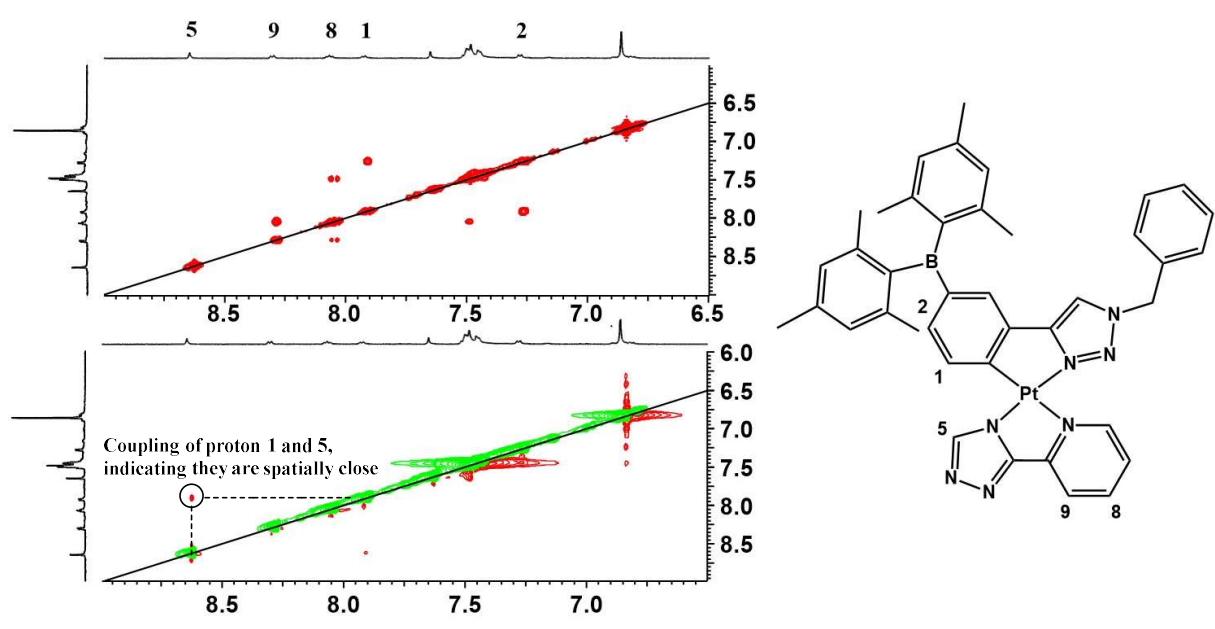 5 9 8 1 2
6.5
7.0
7.5
8.0
8.5
8.5 8.0 7.5 7.0 6.5
6.0
6.5
7.0
7.5
8.0
8.5
8.5 8.0 7.5 7.0
Coupling of proton 1 and 5,
indicating they are spatially close
B
2
1
N
N
N
Pt
5
N
N
N
N
9
8